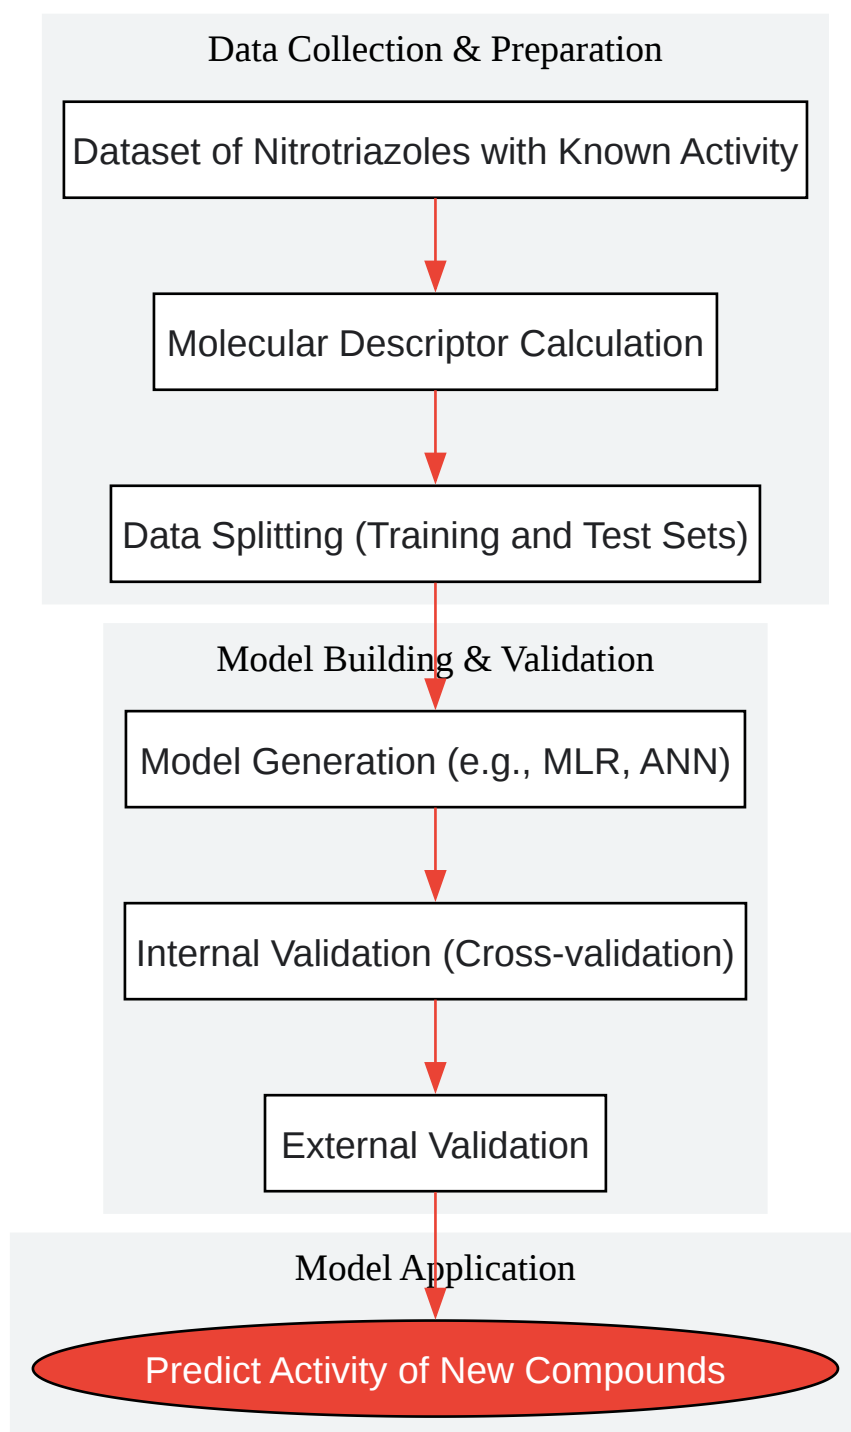 Data Collection & Preparation
Dataset of Nitrotriazoles with Known Activity
Molecular Descriptor Calculation
Data Splitting (Training and Test Sets)
Model Building & Validation
Model Generation (e.g., MLR, ANN)
Internal Validation (Cross-validation)
External Validation
Model Application
Predict Activity of New Compounds